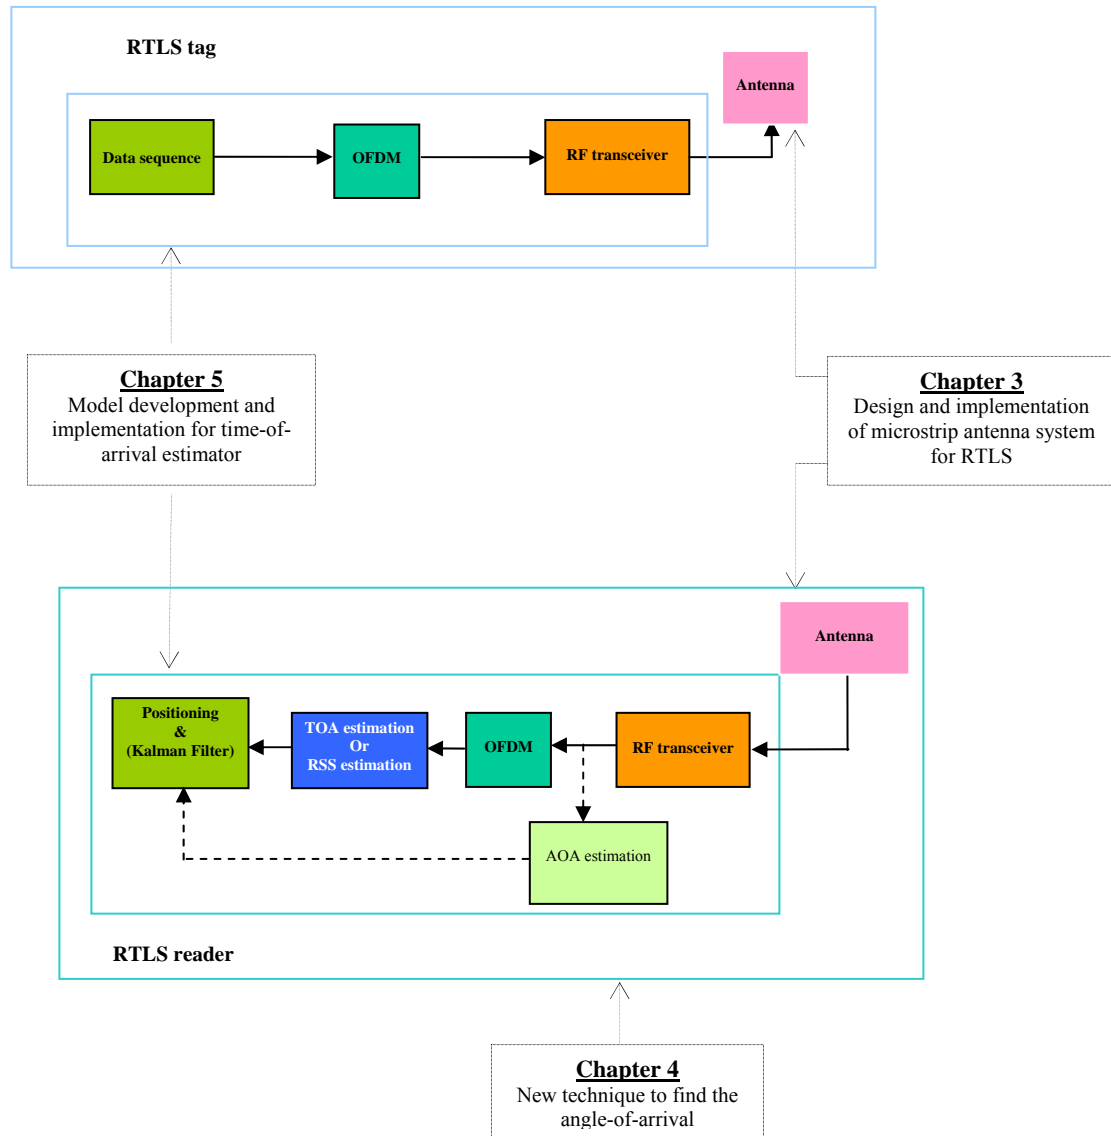 RTLS tag
Antenna
Data sequence
OFDM
RF transceiver
Chapter 5
Model development and
implementation for time-of-
arrival estimator
Chapter 3
Design and implementation
of microstrip antenna system
for RTLS
Antenna
Positioning
&
(Kalman Filter)
TOA estimation
Or
RSS estimation
OFDM
RF transceiver
AOA estimation
RTLS reader
Chapter 4
New technique to find the
angle-of-arrival